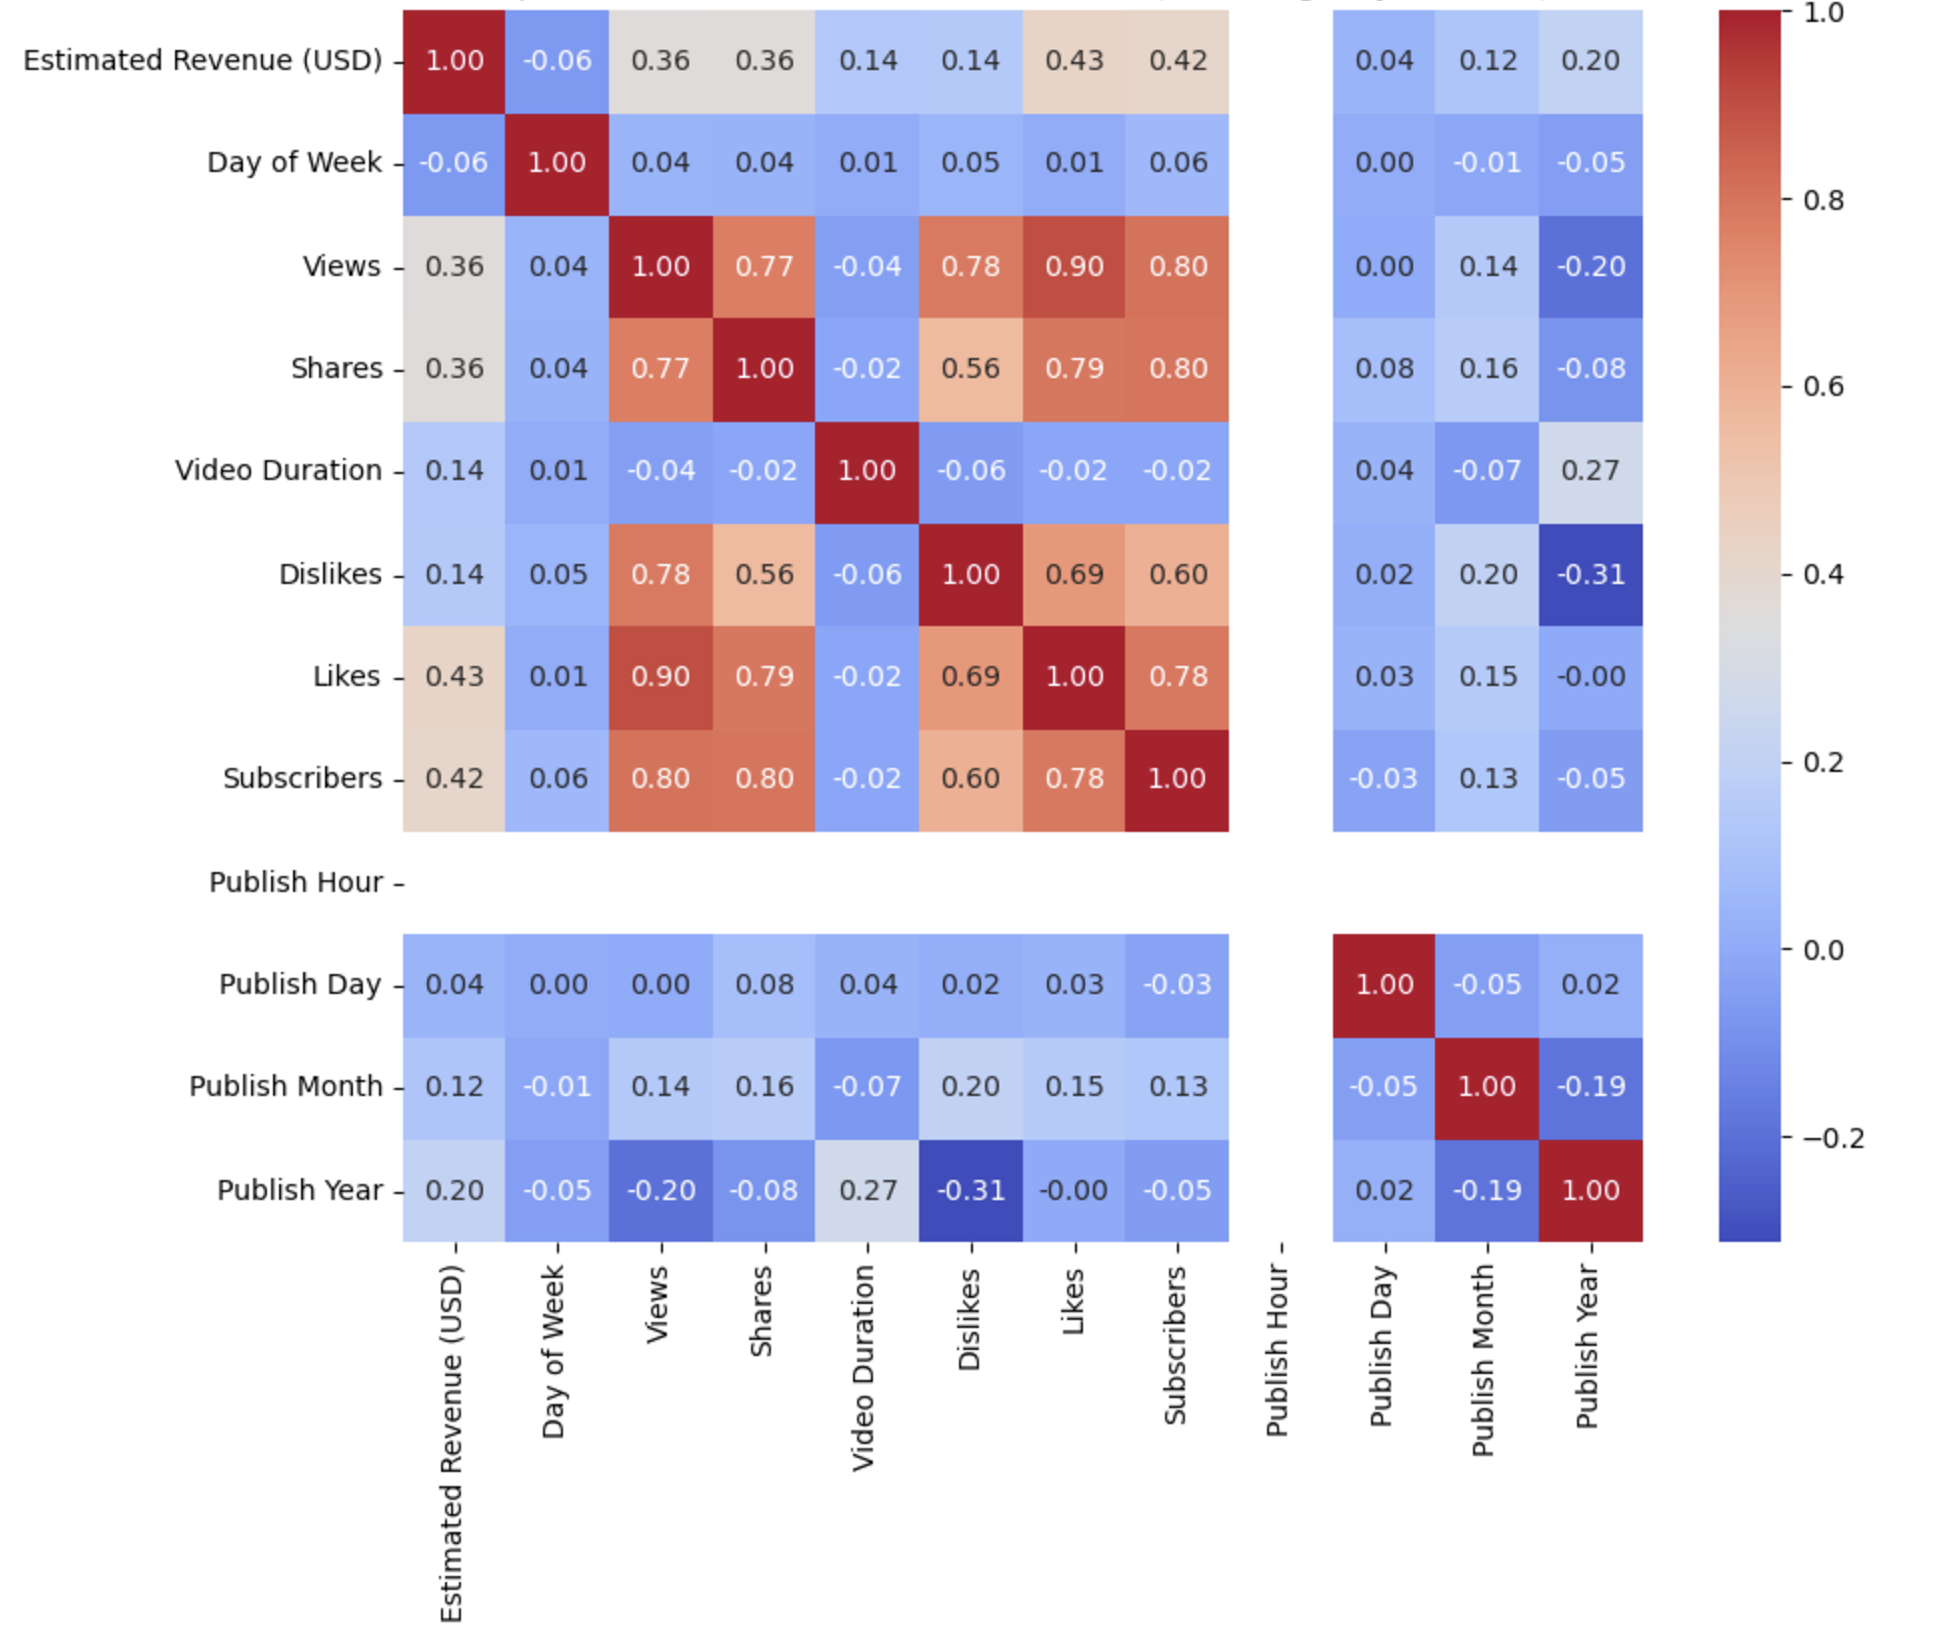 Estimated Revenue (USD) 1.00 -0.06 0.36 0.36 0.14 0.14 0.43 0.42 0.04 0.12 0.20
Day of Week -0.06 1.00 0.04 0.04 0.01 0.05 0.01 0.06 0.00 -0.01 -0.05
Views 0.36 0.04 1.00 0.77 -0.04 0.78 0.90 0.80 0.00 0.14 -0.20
Shares 0.36 0.04 0.77 1.00 -0.02 0.56 0.79 0.80 0.08 0.16 -0.08
Video Duration 0.14 0.01 -0.04 -0.02 1.00 -0.06 -0.02 -0.02 0.04 -0.07 0.27
Dislikes 0.14 0.05 0.78 0.56 -0.06 1.00 0.69 0.60 0.02 0.20 -0.31
Likes 0.43 0.01 0.90 0.79 -0.02 0.69 1.00 0.78 0.03 0.15 -0.00
Subscribers 0.42 0.06 0.80 0.80 -0.02 0.60 0.78 1.00 -0.03 0.13 -0.05
Publish Hour
Publish Day 0.04 0.00 0.00 0.08 0.04 0.02 0.03 -0.03 1.00 -0.05 0.02
Publish Month 0.12 -0.01 0.14 0.16 -0.07 0.20 0.15 0.13 -0.05 1.00 -0.19
Publish Year 0.20 -0.05 -0.20 -0.08 0.27 -0.31 -0.00 -0.05 0.02 -0.19 1.00
Estimated Revenue (USD)
Day of Week
Views
Shares
Video Duration
Dislikes
Likes
Subscribers
Publish Hour
Publish Day
Publish Month
Publish Year
1.0
0.8
0.6
0.4
0.2
0.0
−0.2